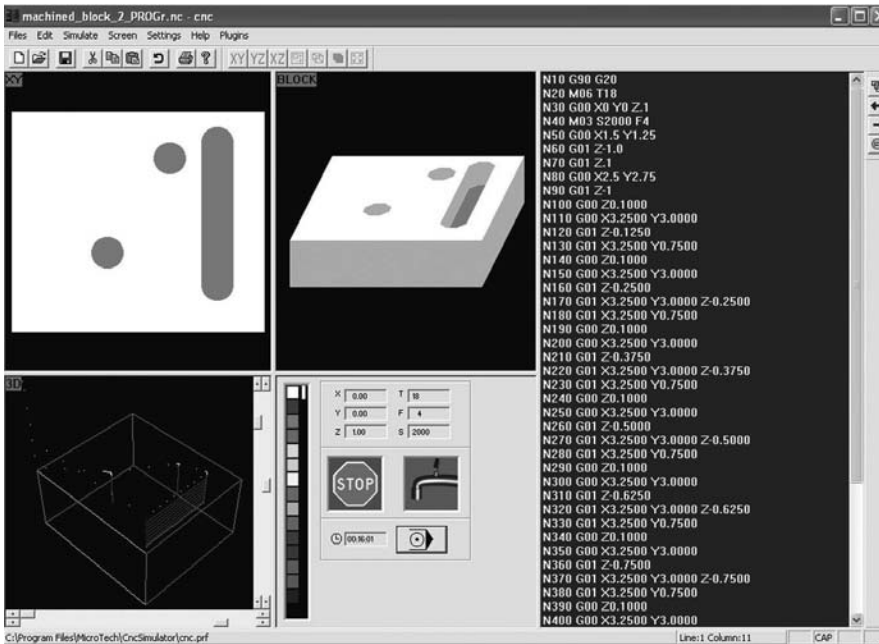 machined_block_2_PROGr.nc - cnc
Files Edit Simulate Screen Settings Help Plugins
XY YZ XZ
XY
BLOCK
N10 G90 G20
N20 M06 T18
N30 G00 X0 Y0 Z.1
N40 M03 S2000 F4
N50 G00 X1.5 Y1.25
N60 G01 Z-1.0
N70 G01 Z.1
N80 G00 X2.5 Y2.75
N90 G01 Z-1
N100 G00 Z0.1000
N110 G00 X3.2500 Y3.0000
N120 G01 Z-0.1250
N130 G01 X3.2500 Y0.7500
N140 G00 Z0.1000
N150 G00 X3.2500 Y3.0000
N160 G01 Z-0.2500
N170 G01 X3.2500 Y3.0000 Z-0.2500
N180 G01 X3.2500 Y0.7500
N190 G00 Z0.1000
N200 G00 X3.2500 Y3.0000
N210 G01 Z-0.3750
N220 G01 X3.2500 Y3.0000 Z-0.3750
N230 G01 X3.2500 Y0.7500
N240 G00 Z0.1000
N250 G00 X3.2500 Y3.0000
N260 G01 Z-0.5000
N270 G01 X3.2500 Y3.0000 Z-0.5000
N280 G01 X3.2500 Y0.7500
N290 G00 Z0.1000
N300 G00 X3.2500 Y3.0000
N310 G01 Z-0.6250
N320 G01 X3.2500 Y3.0000 Z-0.6250
N330 G01 X3.2500 Y0.7500
N340 G00 Z0.1000
N350 G00 X3.2500 Y3.0000
N360 G01 Z-0.7500
N370 G01 X3.2500 Y3.0000 Z-0.7500
N380 G01 X3.2500 Y0.7500
N390 G00 Z0.1000
N400 G00 X3.2500 Y3.0000
3D
X 0.00 T 18
Y 0.00 F 4
Z 1.00 S 2000
STOP
00:16:01
C:\Program Files\MicroTech\CncSimulator\cnc.prf
Line:1 Column:11
CAP